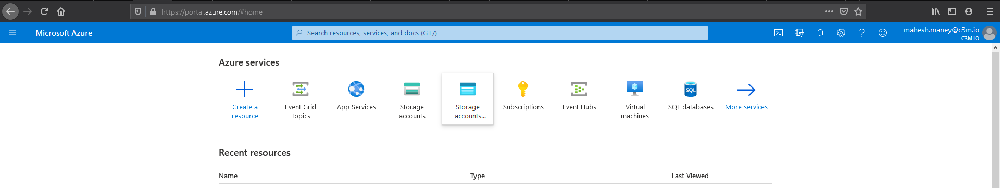 https://portal.azure.com/#home
Microsoft Azure
Search resources, services, and docs (G+/)
mahesh.maney@c3m.io
C3M.IO
Azure services
Create a
resource
Event Grid
Topics
App Services
Storage
accounts
Storage
accounts...
Subscriptions
Event Hubs
Virtual
machines
SQL
SQL databases
More services
Recent resources
Name Type Last Viewed